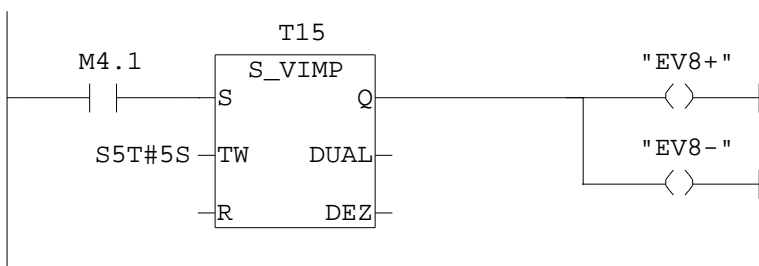 T15
M4.1 S_VIMP "EV8+"
S Q
"EV8-"
S5T#5S TW DUAL
R DEZ